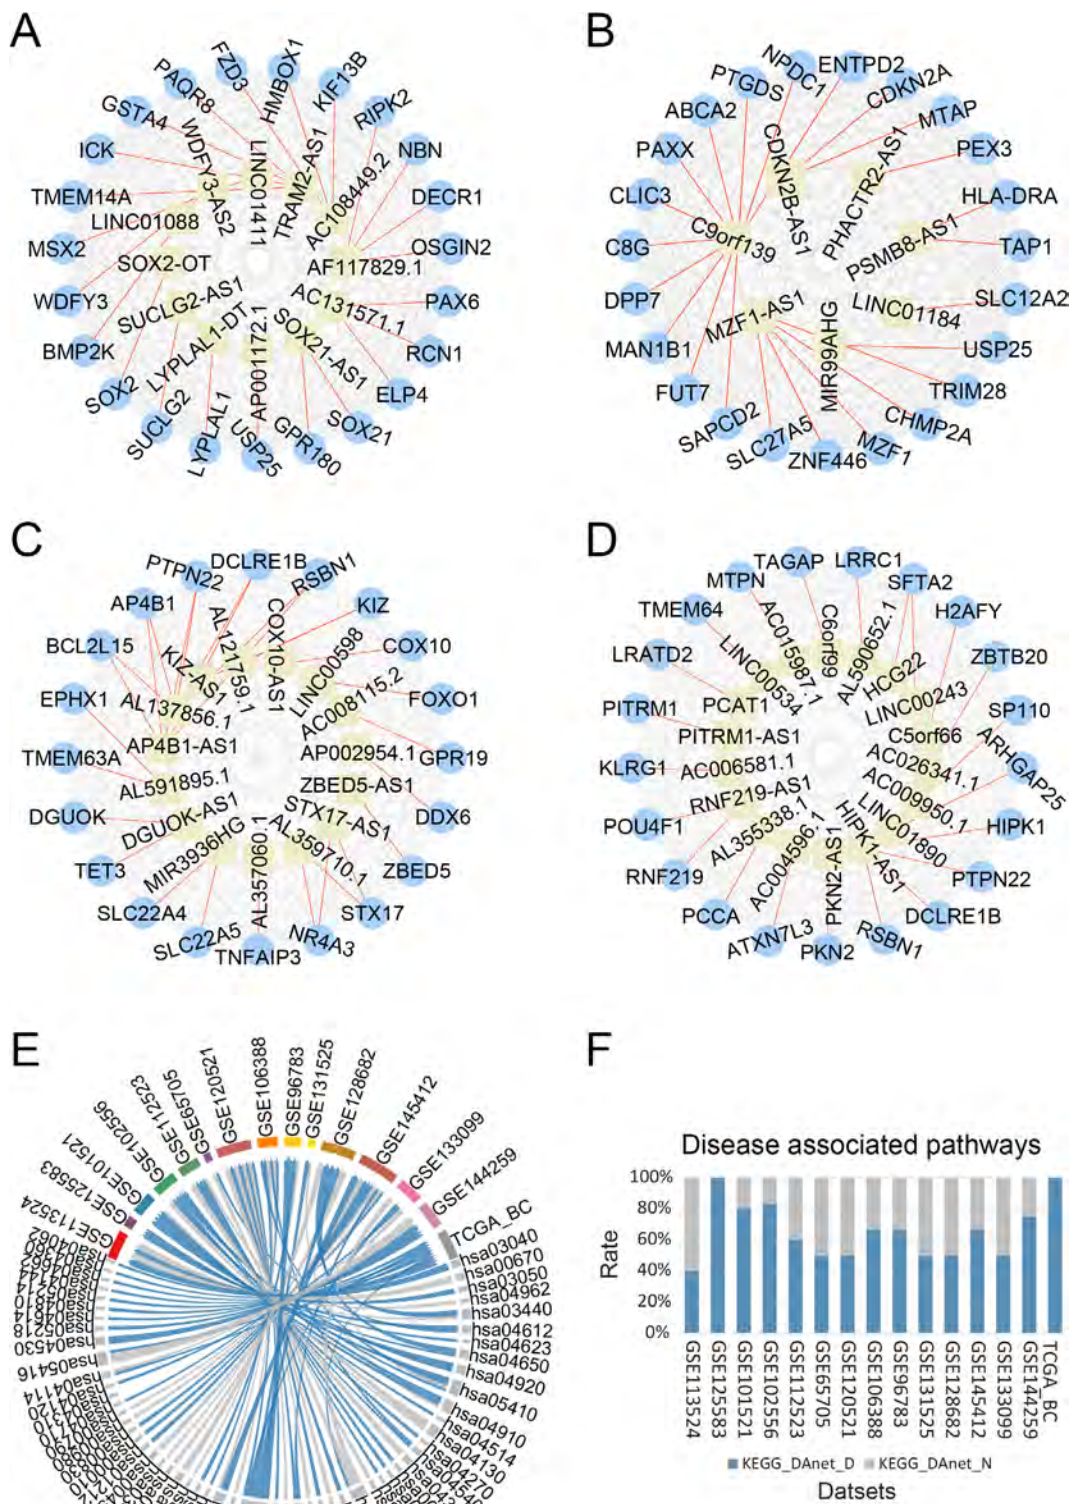 A
PAQR8
FZD3
HMBOX1
KIF13B
RIPK2
NBN
DECR1
OSGIN2
PAX6
RCN1
ELP4
SOX21
GPR180
USP25
LYPLAL1
SUCLG2
SOX2
BMP2K
WDFY3
MSX2
TMEM14A
ICK
GSTA4
WDFY3-AS2
LINC01111
TRAM2-AS1
AC108449.2
AF117829.1
AC131571.1
SOX21-AS1
AP001172.1
LYPLAL1-DT
SUCLG2-AS1
SOX2-OT
LINC01088
B
NPDC1
ENTPD2
CDKN2A
MTAP
PEX3
HLA-DRA
TAP1
SLC12A2
USP25
TRIM28
CHMP2A
MZF1
ZNF446
SLC27A5
SAPCD2
FUT7
MAN1B1
DPP7
C8G
CLIC3
PAXX
ABCA2
PTGDS
CDKN2B-AS1
PHACTR2-AS1
PSMB8-AS1
LINC01184
MIR99AHG
MZF1-AS1
C9orf139
C
PTPN22
DCLRE1B
RSBN1
KIZ
COX10
FOXO1
GPR19
DDX6
ZBED5
STX17
NR4A3
TNFAIP3
SLC22A5
SLC22A4
TET3
DGUOK
TMEM63A
EPHX1
BCL2L15
AP4B1
KIZ-AS1
AL121759.1
COX10-AS1
LINC00598
AC008115.2
AP002954.1
ZBED5-AS1
STX17-AS1
AL359710.1
AL357060.1
MIR3936HG
DGUOK-AS1
AL591895.1
AP4B1-AS1
AL137856.1
D
TAGAP
LRRC1
SFTA2
H2AFY
ZBTB20
SP110
ARHGAP25
HIPK1
PTPN22
DCLRE1B
RSBN1
PKN2
ATXN7L3
PCCA
RNF219
POU4F1
KLRG1
PITRM1
LRATD2
TMEM64
MTPN
AC015987.1
C6orf99
AL590652.1
HCG22
LINC00243
C5orf66
AC026341.1
AC009950.1
LINC01890
HIPK1-AS1
PKN2-AS1
AC004596.1
AL355338.1
RNF219-AS1
AC006581.1
PITRM1-AS1
PCAT1
LINC00534
E
GSE113524
GSE125583
GSE101521
GSE102556
GSE112523
GSE65705
GSE120521
GSE106388
GSE96783
GSE131525
GSE128682
GSE145412
GSE133099
GSE144259
TCGA_BC
hsa03040
hsa00670
hsa03050
hsa04962
hsa03440
hsa04612
hsa04623
hsa04650
hsa04920
hsa05410
hsa04910
hsa04514
hsa04130
hsa04270
hsa04062
hsa04360
hsa04662
hsa04144
hsa05214
hsa04810
hsa04614
hsa05218
hsa04530
hsa05416
hsa04114
F
Disease associated pathways
100%
80%
60%
40%
20%
0%
Rate
GSE113524
GSE125583
GSE101521
GSE102556
GSE112523
GSE65705
GSE120521
GSE106388
GSE96783
GSE131525
GSE128682
GSE145412
GSE133099
GSE144259
TCGA_BC
KEGG_DAnet_D KEGG_DAnet_N
Datsets